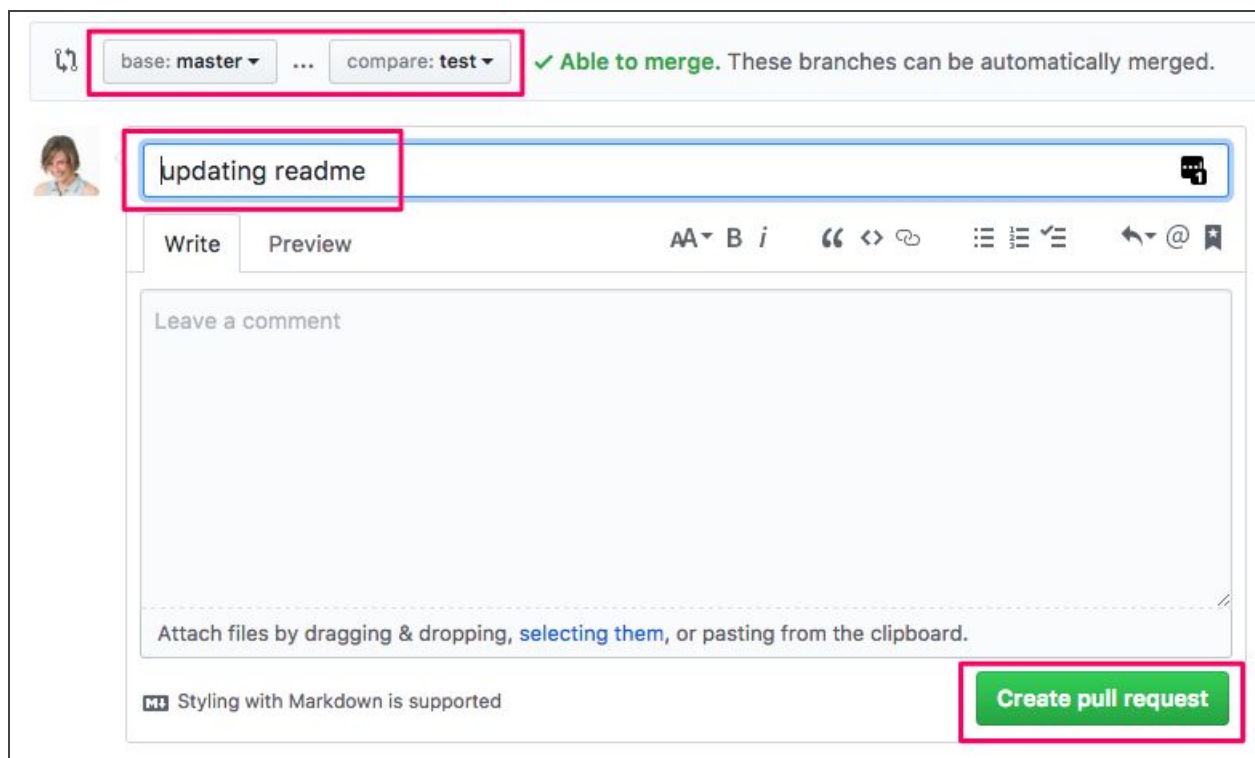 base: master ... compare: test ✓ Able to merge. These branches can be automatically merged.
updating readme
1
Write Preview AA B i “ <> @
Leave a comment
Attach files by dragging & dropping, selecting them, or pasting from the clipboard.
M Styling with Markdown is supported
Create pull request